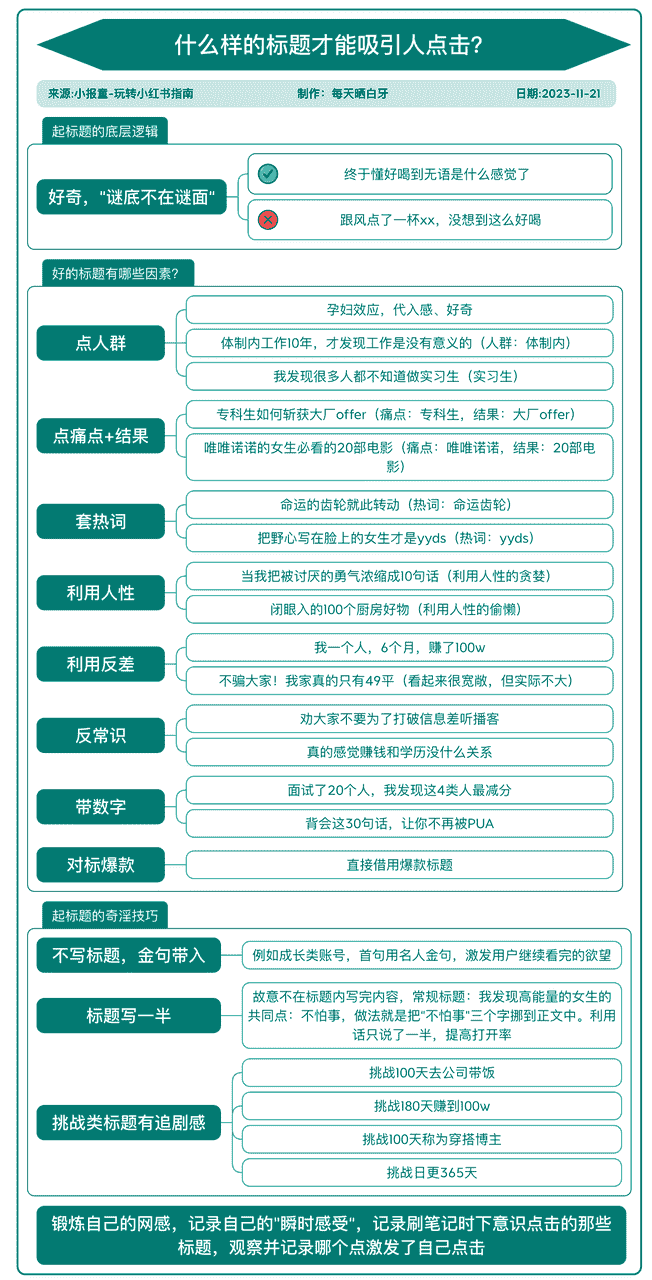 什么样的标题才能吸引人点击?
来源:小报童-玩转小红书指南 制作：每天晒白牙 日期:2023-11-21
起标题的底层逻辑
好奇，"谜底不在谜面"
终于懂好喝到无语是什么感觉了
跟风点了一杯xx，没想到这么好喝
好的标题有哪些因素?
点人群
孕妇效应，代入感、好奇
体制内工作10年，才发现工作是没有意义的（人群：体制内）
我发现很多人都不知道做实习生（实习生）
点痛点+结果
专科生如何斩获大厂offer（痛点：专科生，结果：大厂offer）
唯唯诺诺的女生必看的20部电影（痛点：唯唯诺诺，结果：20部电
影）
套热词
命运的齿轮就此转动（热词：命运齿轮）
把野心写在脸上的女生才是yyds（热词：yyds）
利用人性
当我把被讨厌的勇气浓缩成10句话（利用人性的贪婪）
闭眼入的100个厨房好物（利用人性的偷懒）
利用反差
我一个人，6个月，赚了100w
不骗大家！我家真的只有49平（看起来很宽敞，但实际不大）
反常识
劝大家不要为了打破信息差听播客
真的感觉赚钱和学历没什么关系
带数字
面试了20个人，我发现这4类人最减分
背会这30句话，让你不再被PUA
对标爆款
直接借用爆款标题
起标题的奇淫技巧
不写标题，金句带入
例如成长类账号，首句用名人金句，激发用户继续看完的欲望
标题写一半
故意不在标题内写完内容，常规标题：我发现高能量的女生的
共同点：不怕事，做法就是把"不怕事"三个字挪到正文中。利用
话只说了一半，提高打开率
挑战类标题有追剧感
挑战100天去公司带饭
挑战180天赚到100w
挑战100天称为穿搭博主
挑战日更365天
锻炼自己的网感，记录自己的"瞬时感受"，记录刷笔记时下意识点击的那些
标题，观察并记录哪个点激发了自己点击